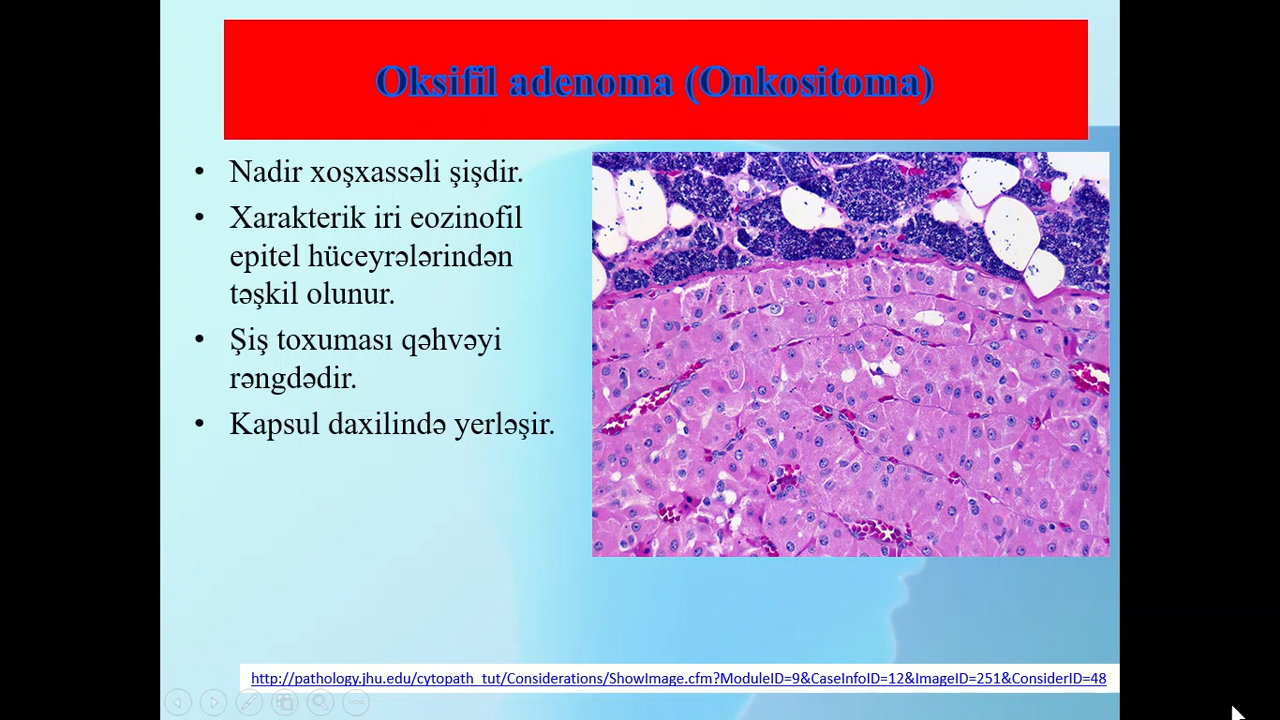 Oksifil adenoma (Onkositoma)
• Nadir xoşxassəli şişdir.
• Xarakterik iri eozinofil
epitel hüceyrələrindən
təşkil olunur.
• Şiş toxuması qəhvəyi
rəngdədir.
• Kapsul daxilində yerləşir.
http://pathology.jhu.edu/cytopath_tut/Considerations/ShowImage.cfm?ModuleID=9&CaseInfoID=12&ImageID=251&ConsiderID=48